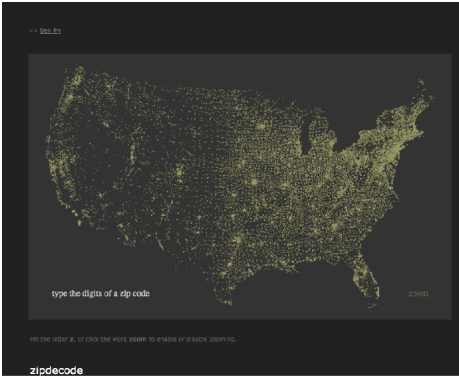 << ben fry
type the digits of a zip code
zoom
Hit the letter z, or click the word zoom to enable or disable zooming.
zipdecode